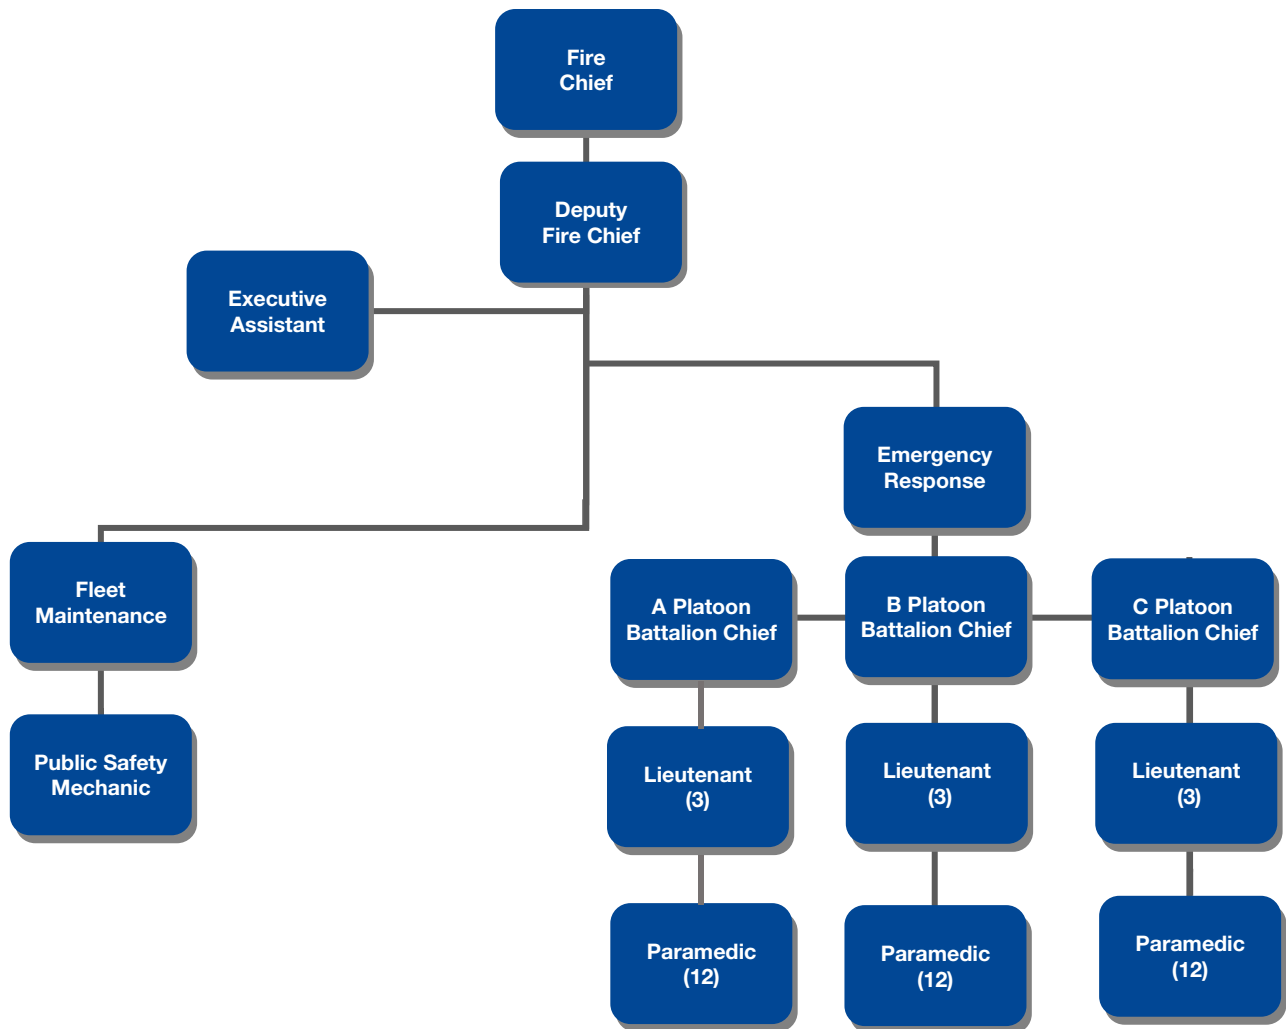 Fire
Chief
Deputy
Fire Chief
Executive
Assistant
Emergency
Response
Fleet
Maintenance
A Platoon
Battalion Chief
B Platoon
Battalion Chief
C Platoon
Battalion Chief
Public Safety
Mechanic
Lieutenant
(3)
Lieutenant
(3)
Lieutenant
(3)
Paramedic
(12)
Paramedic
(12)
Paramedic
(12)